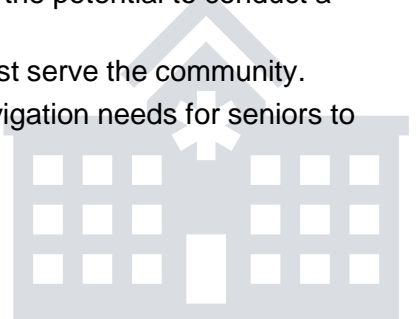 the potential to conduct a
st serve the community.
vigation needs for seniors to